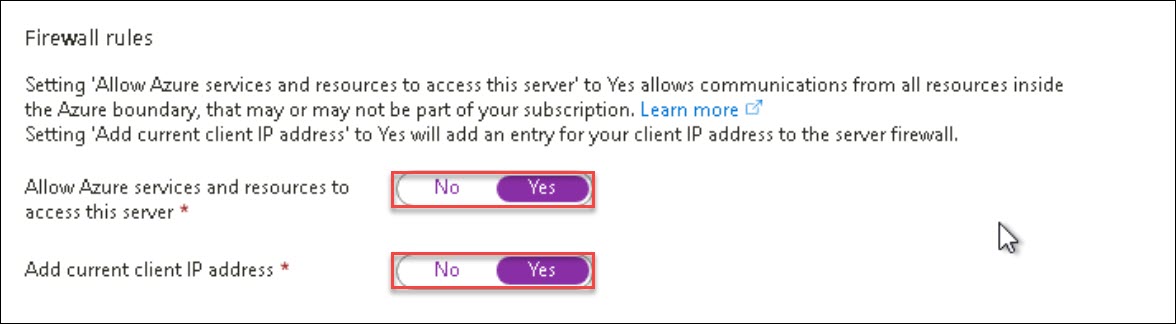 Firewall rules
Setting 'Allow Azure services and resources to access this server' to Yes allows communications from all resources inside
the Azure boundary, that may or may not be part of your subscription. Learn more
Setting 'Add current client IP address' to Yes will add an entry for your client IP address to the server firewall.
Allow Azure services and resources to
access this server *
No Yes
Add current client IP address *
No Yes